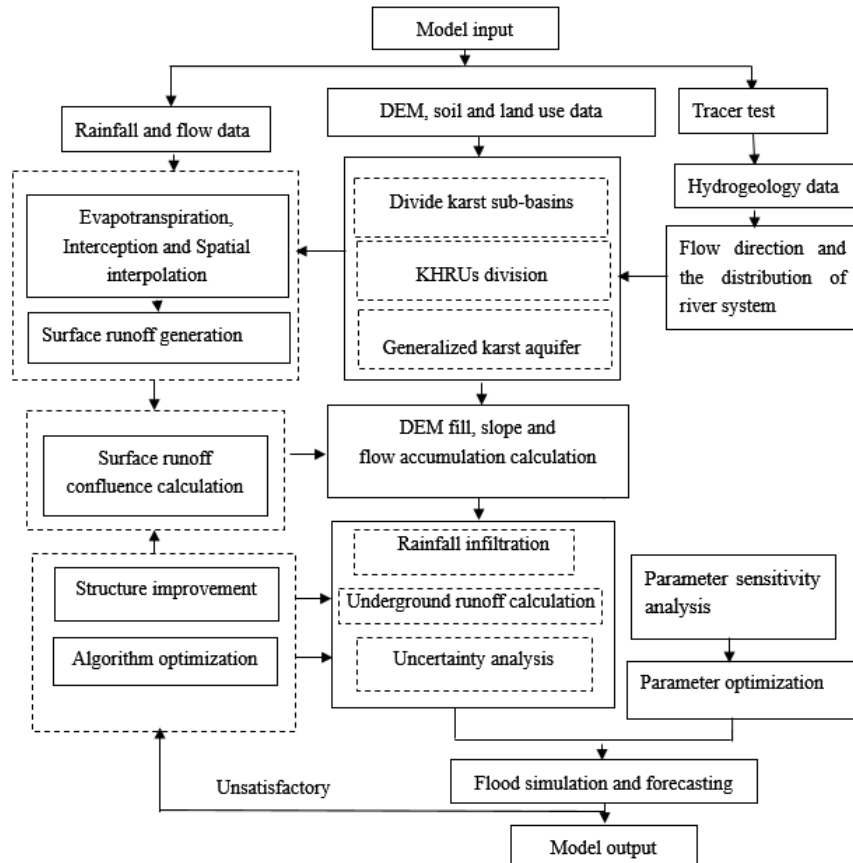 Model input
Rainfall and flow data
DEM, soil and land use data
Tracer test
Hydrogeology data
Divide karst sub-basins
Evapotranspiration,
Interception and Spatial
interpolation
KHRUs division
Flow direction and
the distribution of
river system
Surface runoff generation
Generalized karst aquifer
DEM fill, slope and
flow accumulation calculation
Surface runoff
confluence calculation
Rainfall infiltration
Structure improvement
Underground runoff calculation
Parameter sensitivity
analysis
Algorithm optimization
Uncertainty analysis
Parameter optimization
Unsatisfactory
Flood simulation and forecasting
Model output